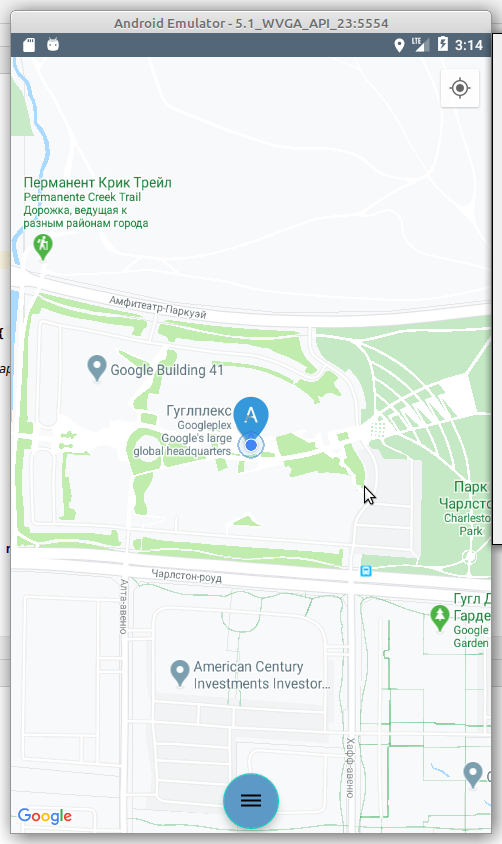 Android Emulator - 5.1_WVGA_API_23:5554
LTE
3:14
Перманент Крик Трейл
Permanente Creek Trail
Дорожка, ведущая к
разным районам города
Амфитеатр-Паркуэй
Google Building 41
Гуглплекс
Googleplex
Google's large
global headquarters
A
Парк
Чарлсто
Charlesto
Park
Чарлстон-роуд
Алта-авеню
Гугл Д
Гарде
Google
Garden
American Century
Investments Investor...
Хафф-авеню
Google